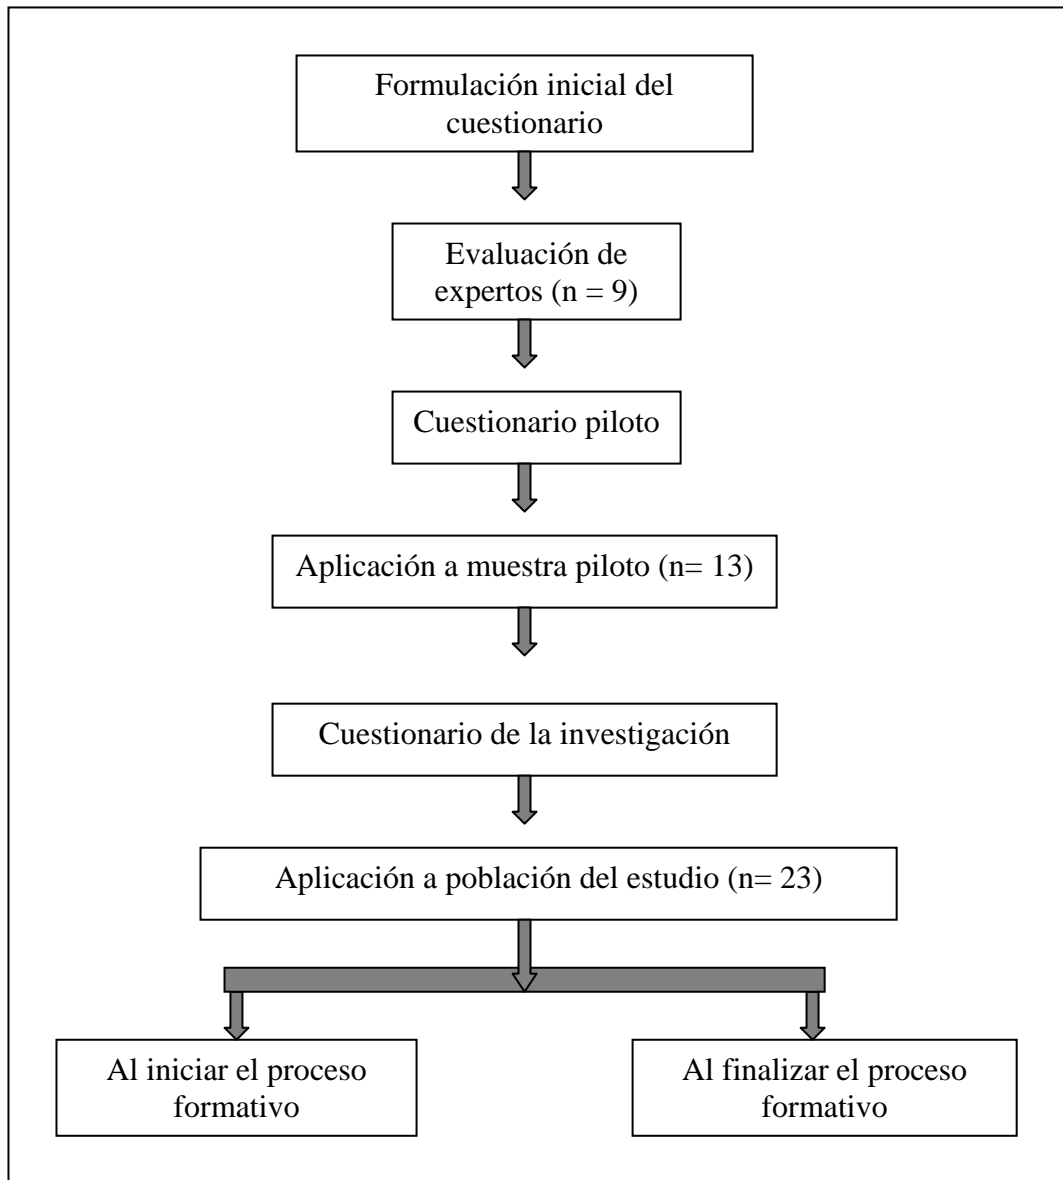 Formulación inicial del
cuestionario
Evaluación de
expertos (n = 9)
Cuestionario piloto
Aplicación a muestra piloto (n= 13)
Cuestionario de la investigación
Aplicación a población del estudio (n= 23)
Al iniciar el proceso
formativo
Al finalizar el proceso
formativo